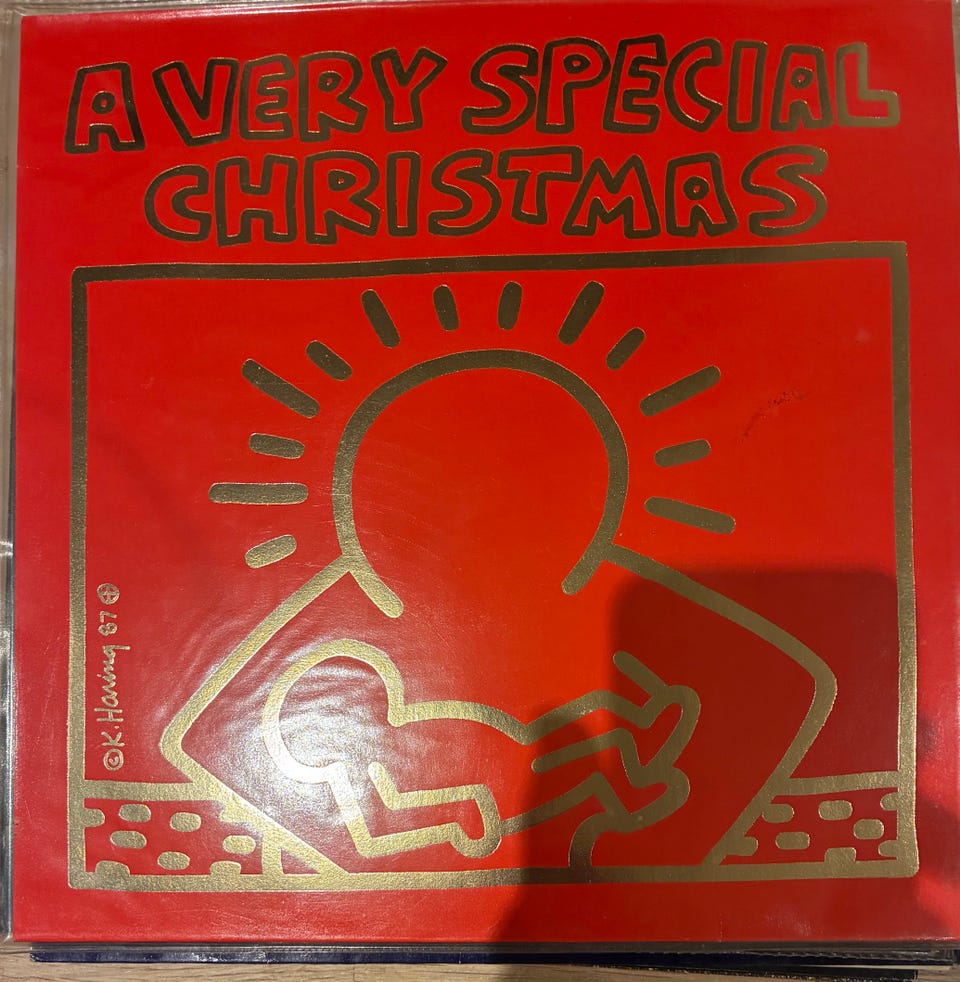 A VERY SPECIAL
CHRISTMAS
© K. Haring 87